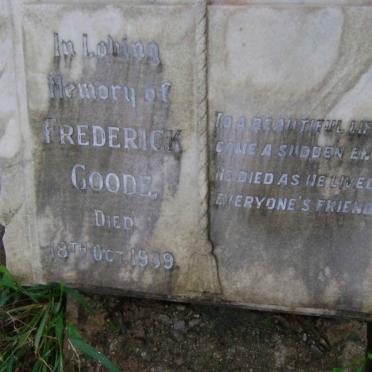 In Loving
Memory of
FREDERICK
GOODE,
DIED
18TH OCT. 1939
TO A BEAUTIFUL LIFE
CAME A SUDDEN EN
HE DIED AS HE LIVED
EVERYONE'S FRIEND